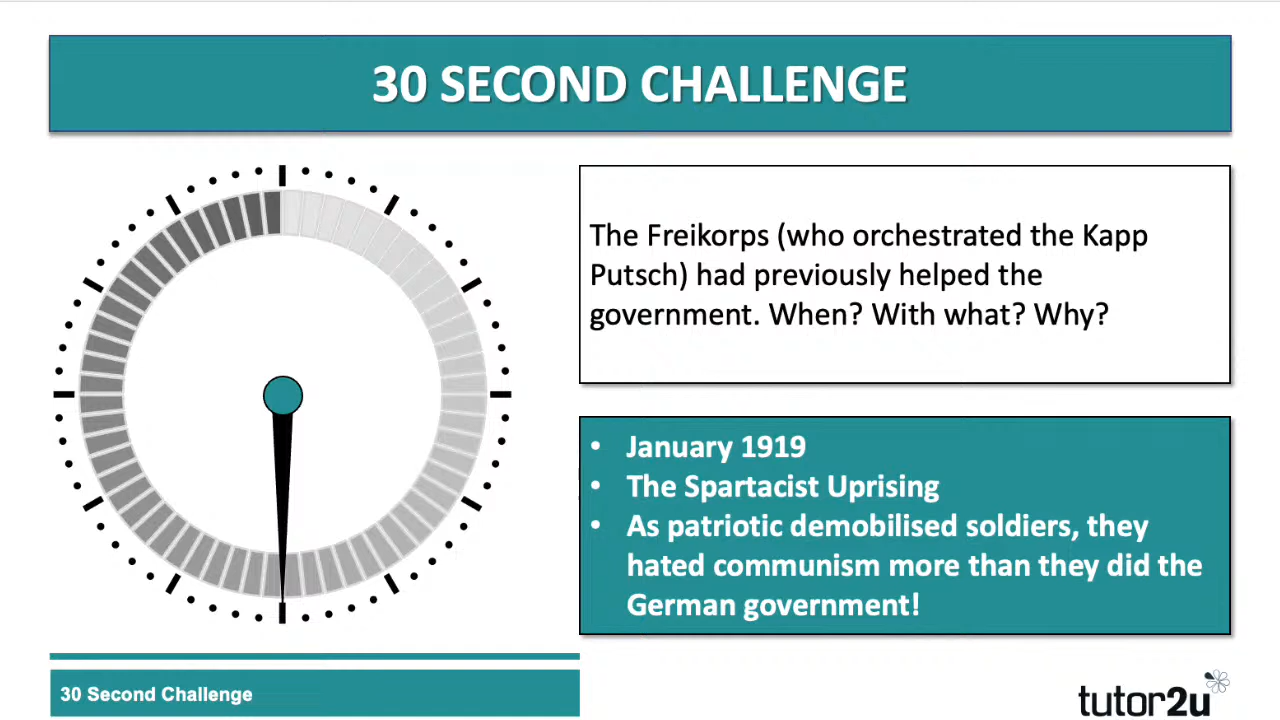 30 SECOND CHALLENGE
The Freikorps (who orchestrated the Kapp
Putsch) had previously helped the
government. When? With what? Why?
• January 1919
• The Spartacist Uprising
• As patriotic demobilised soldiers, they
hated communism more than they did the
German government!
30 Second Challenge
tutor2u